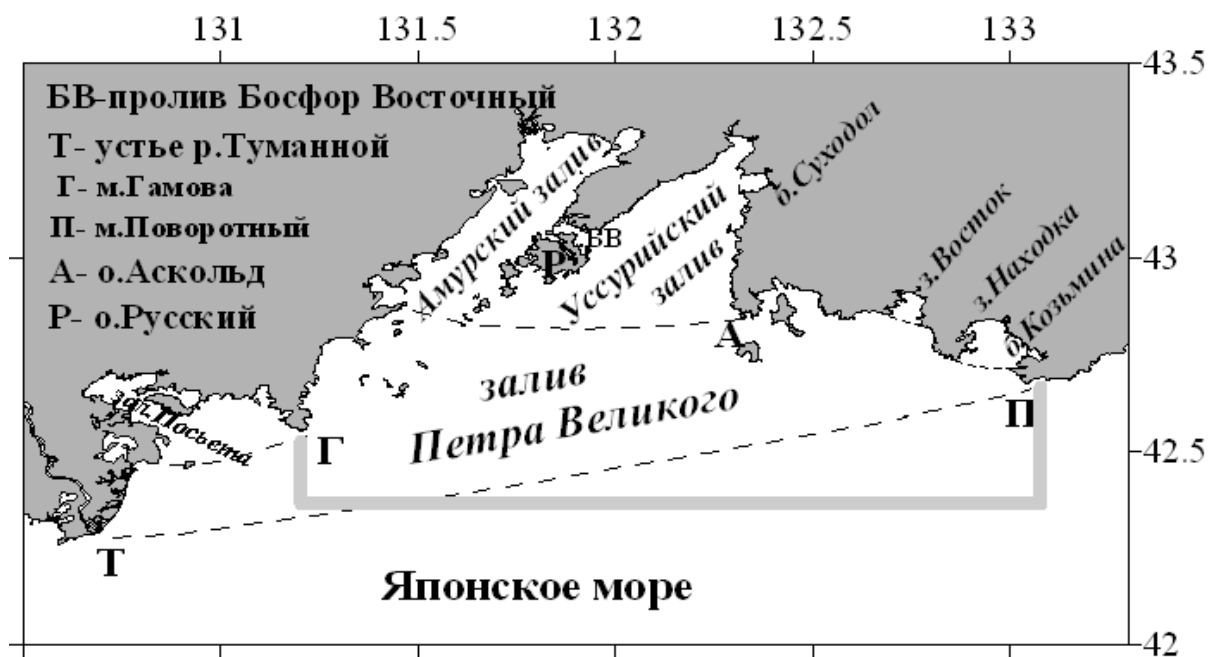 131 131.5 132 132.5 133
43.5
БВ-пролив Босфор Восточный
Т- устье р.Туманной
Г- м.Гамова
П- м.Поворотный
А- о.Аскольд
Р- о.Русский
Амурский залив
Уссурийский
залив
б.Суходол
БВ
Р
з.Восток
з.Находка
б.Козьмина
43
А
залив
Петра Великого
зал.Посьета
Г
П
42.5
Т
Японское море
42